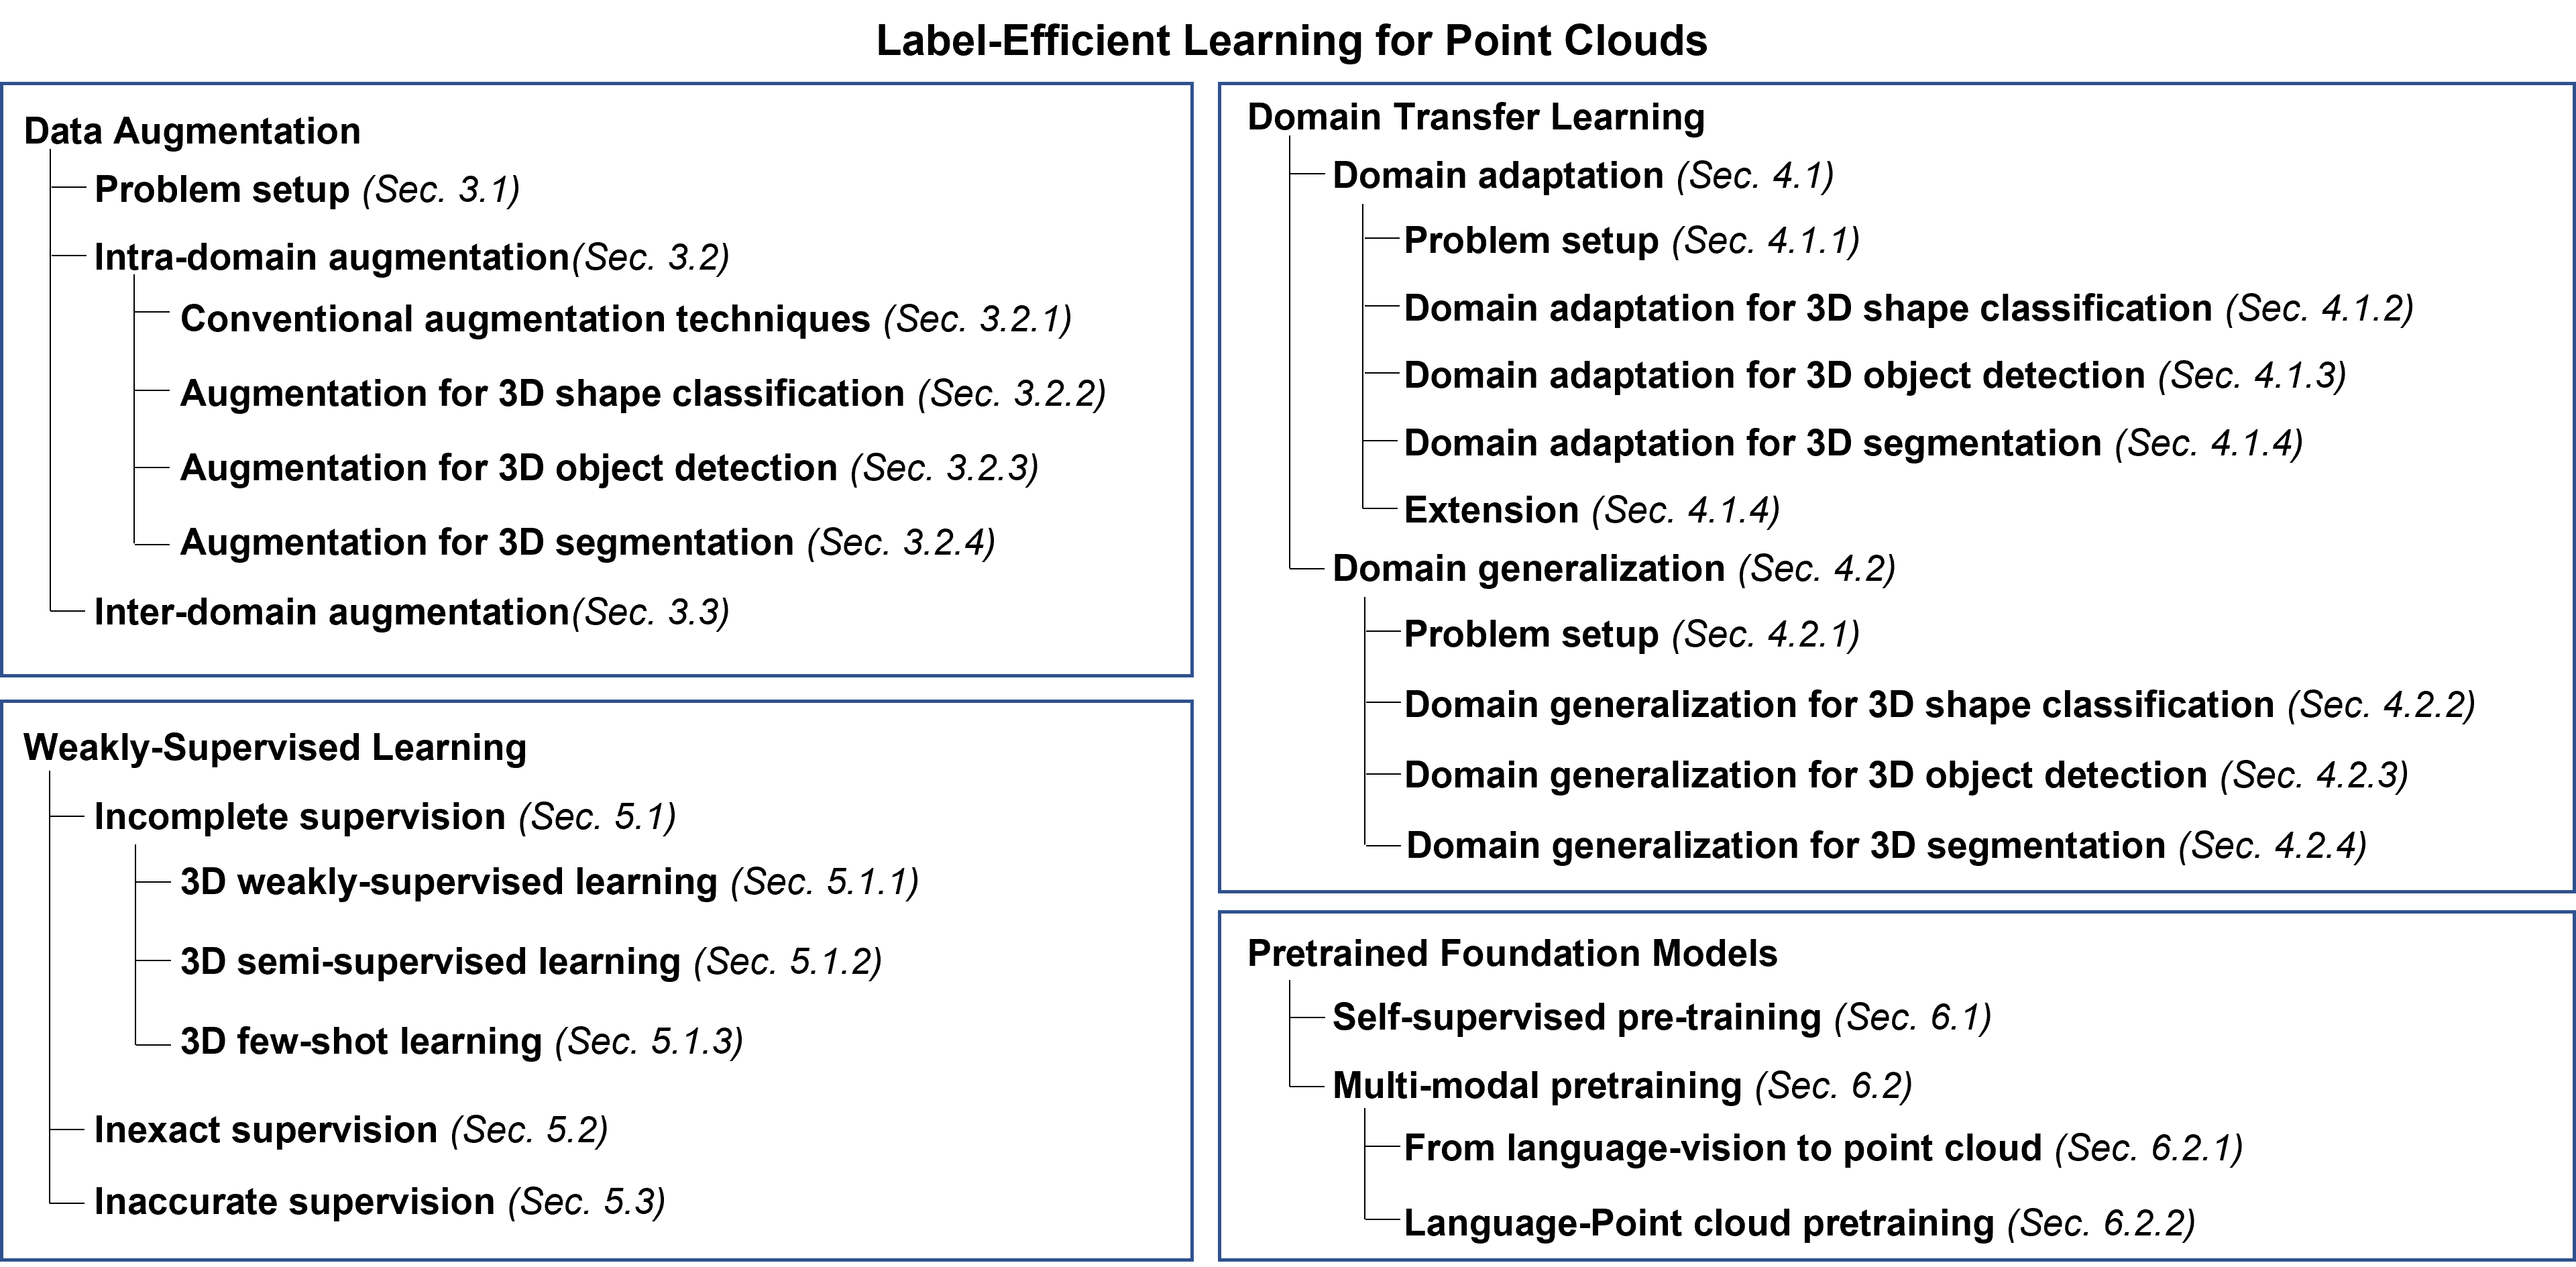 Label-Efficient Learning for Point Clouds
Data Augmentation
Problem setup (Sec. 3.1)
Intra-domain augmentation(Sec. 3.2)
Conventional augmentation techniques (Sec. 3.2.1)
Augmentation for 3D shape classification (Sec. 3.2.2)
Augmentation for 3D object detection (Sec. 3.2.3)
Augmentation for 3D segmentation (Sec. 3.2.4)
Inter-domain augmentation(Sec. 3.3)
Weakly-Supervised Learning
Incomplete supervision (Sec. 5.1)
3D weakly-supervised learning (Sec. 5.1.1)
3D semi-supervised learning (Sec. 5.1.2)
3D few-shot learning (Sec. 5.1.3)
Inexact supervision (Sec. 5.2)
Inaccurate supervision (Sec. 5.3)
Domain Transfer Learning
Domain adaptation (Sec. 4.1)
Problem setup (Sec. 4.1.1)
Domain adaptation for 3D shape classification (Sec. 4.1.2)
Domain adaptation for 3D object detection (Sec. 4.1.3)
Domain adaptation for 3D segmentation (Sec. 4.1.4)
Extension (Sec. 4.1.4)
Domain generalization (Sec. 4.2)
Problem setup (Sec. 4.2.1)
Domain generalization for 3D shape classification (Sec. 4.2.2)
Domain generalization for 3D object detection (Sec. 4.2.3)
Domain generalization for 3D segmentation (Sec. 4.2.4)
Pretrained Foundation Models
Self-supervised pre-training (Sec. 6.1)
Multi-modal pretraining (Sec. 6.2)
From language-vision to point cloud (Sec. 6.2.1)
Language-Point cloud pretraining (Sec. 6.2.2)